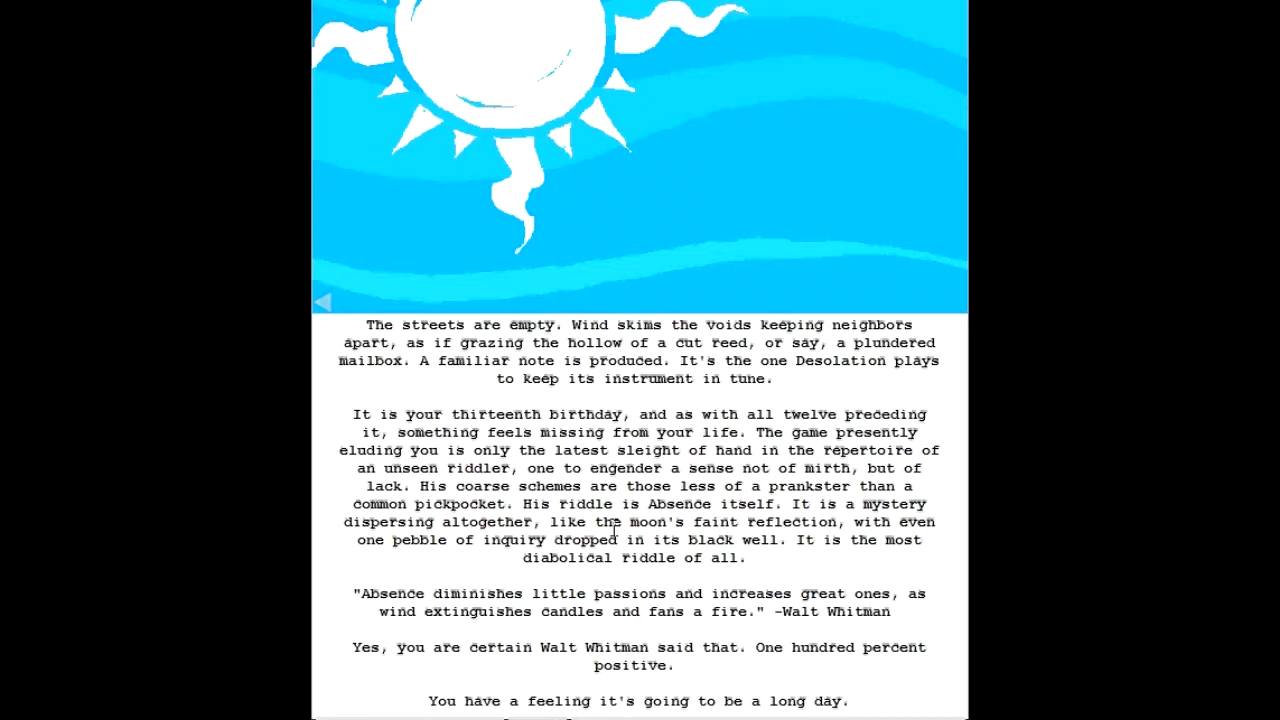 The streets are empty. Wind skims the voids keeping neighbors
apart, as if grazing the hollow of a cut reed, or say, a plundered
mailbox. A familiar note is produced. It's the one Desolation plays
to keep its instrument in tune.
It is your thirteenth birthday, and as with all twelve preceding
it, something feels missing from your life. The game presently
eluding you is only the latest sleight of hand in the repertoire of
an unseen riddler, one to engender a sense not of mirth, but of
lack. His coarse schemes are those less of a prankster than a
common pickpocket. His riddle is Absence itself. It is a mystery
dispersing altogether, like the moon's faint reflection, with even
one pebble of inquiry dropped in its black well. It is the most
diabolical riddle of all.
"Absence diminishes little passions and increases great ones, as
wind extinguishes candles and fans a fire." -Walt Whitman
Yes, you are certain Walt Whitman said that. One hundred percent
positive.
You have a feeling it's going to be a long day.